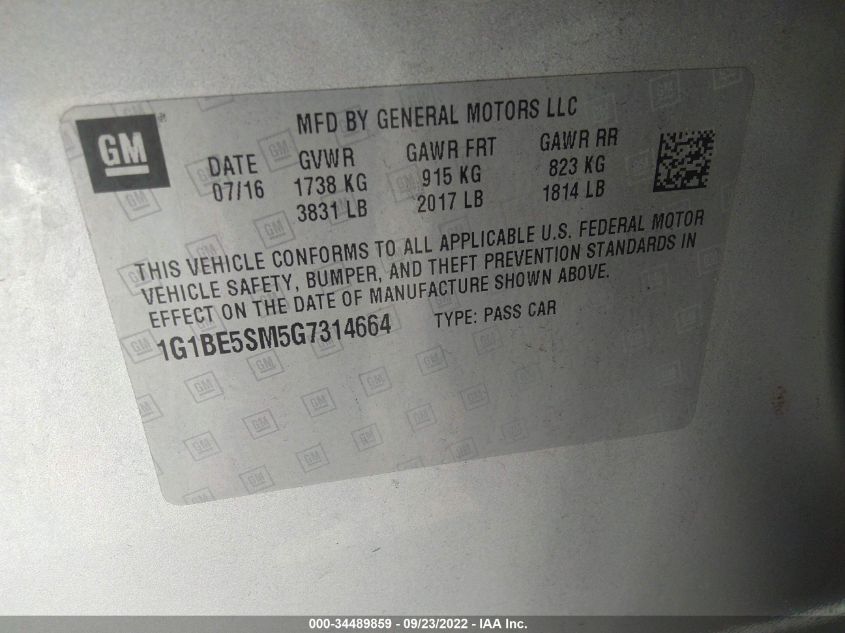 MFD BY GENERAL MOTORS LLC
GM®
DATE GVWR GAWR FRT GAWR RR
07/16 1738 KG 915 KG 823 KG
3831 LB 2017 LB 1814 LB
THIS VEHICLE CONFORMS TO ALL APPLICABLE U.S. FEDERAL MOTOR
VEHICLE SAFETY, BUMPER, AND THEFT PREVENTION STANDARDS IN
EFFECT ON THE DATE OF MANUFACTURE SHOWN ABOVE.
1G1BE5SM5G7314664 TYPE: PASS CAR
000-34489859 - 09/23/2022 - IAA Inc.